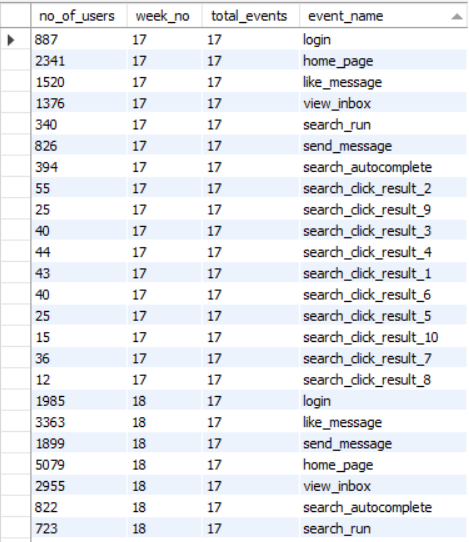 no_of_users week_no total_events event_name
887 17 17 login
2341 17 17 home_page
1520 17 17 like_message
1376 17 17 view_inbox
340 17 17 search_run
826 17 17 send_message
394 17 17 search_autocomplete
55 17 17 search_click_result_2
25 17 17 search_click_result_9
40 17 17 search_click_result_3
44 17 17 search_click_result_4
43 17 17 search_click_result_1
40 17 17 search_click_result_6
25 17 17 search_click_result_5
15 17 17 search_click_result_10
36 17 17 search_click_result_7
12 17 17 search_click_result_8
1985 18 17 login
3363 18 17 like_message
1899 18 17 send_message
5079 18 17 home_page
2955 18 17 view_inbox
822 18 17 search_autocomplete
723 18 17 search_run